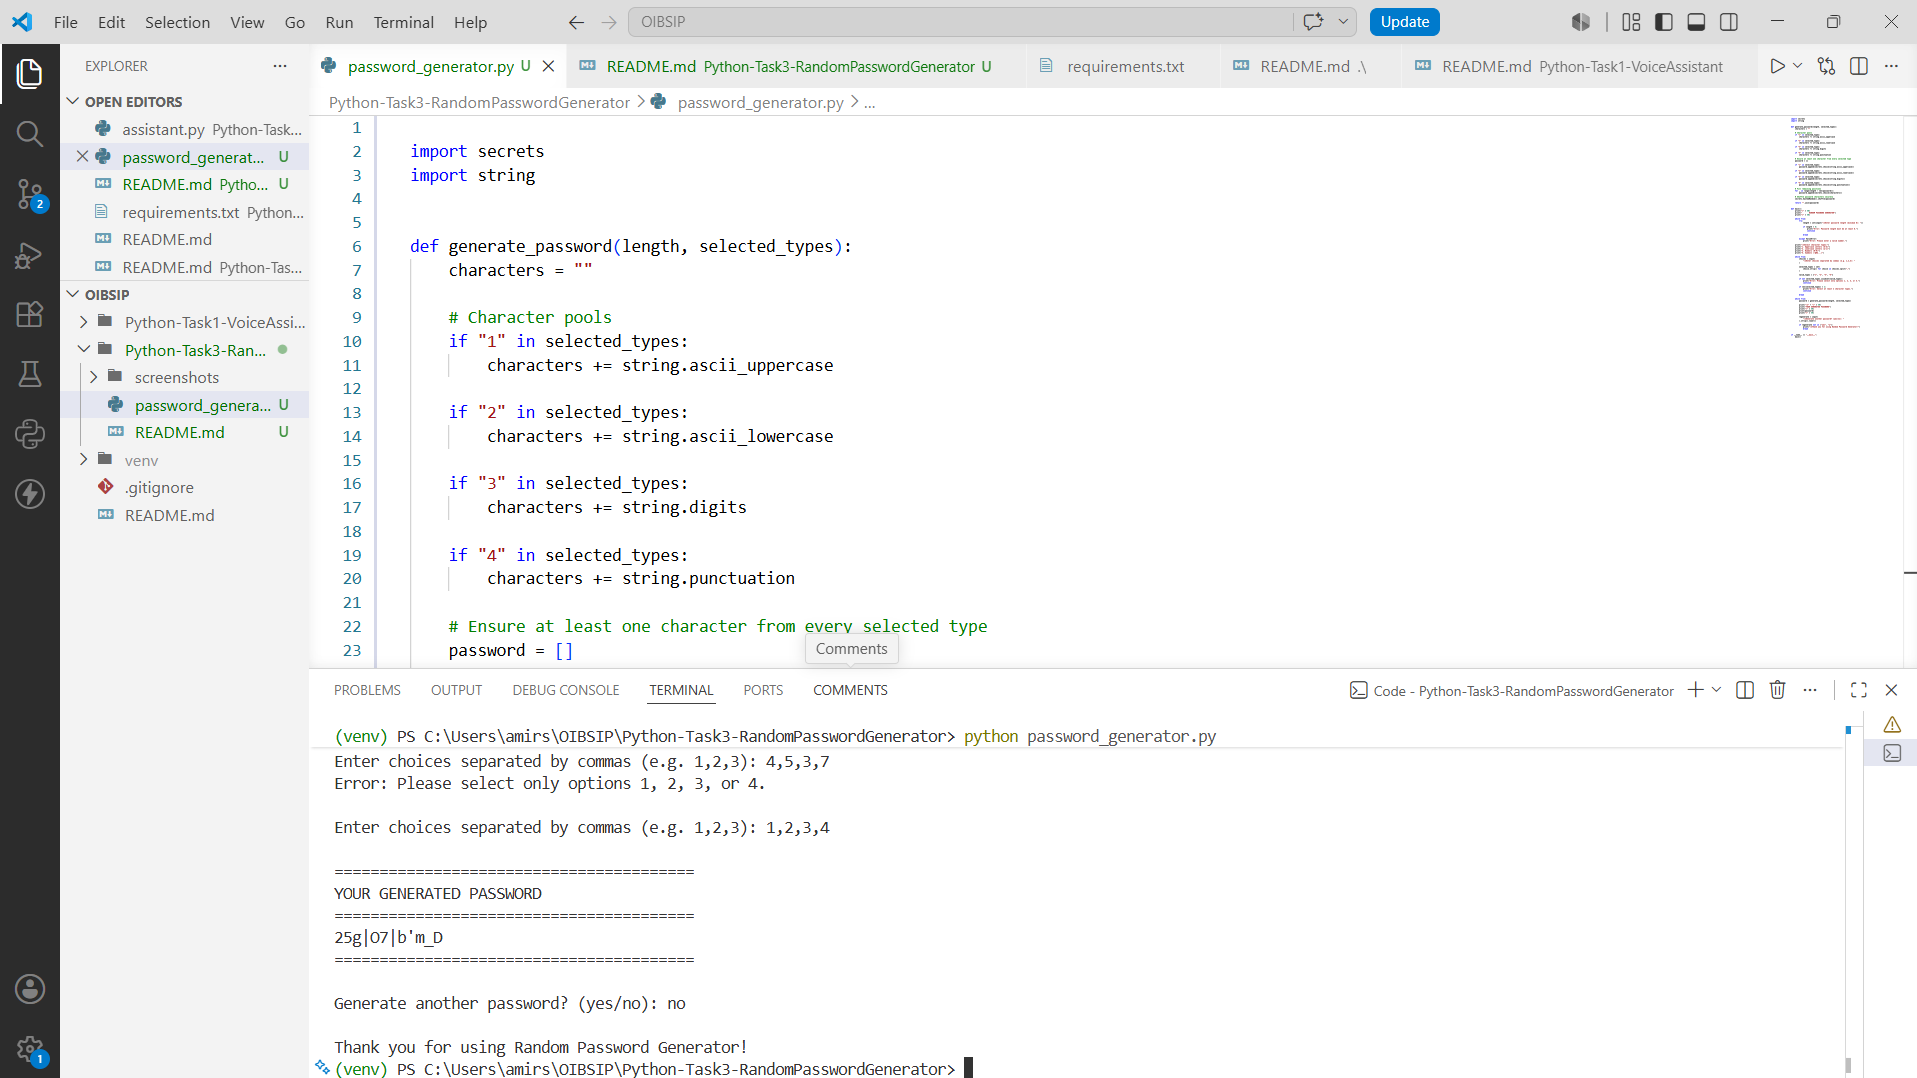 File Edit Selection View Go Run Terminal Help
OIBSIP
Update
EXPLORER
OPEN EDITORS
assistant.py Python-Task...
password_generat... U
README.md Pytho... U
requirements.txt Python...
README.md
README.md Python-Tas...
OIBSIP
Python-Task1-VoiceAssi...
Python-Task3-Ran...
screenshots
password_genera... U
README.md U
venv
.gitignore
README.md
2
1
password_generator.py U
README.md Python-Task3-RandomPasswordGenerator U
requirements.txt
README.md .\
README.md Python-Task1-VoiceAssistant
Python-Task3-RandomPasswordGenerator > password_generator.py > ...
1
2 import secrets
3 import string
4
5
6 def generate_password(length, selected_types):
7 characters = ""
8
9 # Character pools
10 if "1" in selected_types:
11 characters += string.ascii_uppercase
12
13 if "2" in selected_types:
14 characters += string.ascii_lowercase
15
16 if "3" in selected_types:
17 characters += string.digits
18
19 if "4" in selected_types:
20 characters += string.punctuation
21
22 # Ensure at least one character from every selected type
23 password = []
Comments
PROBLEMS OUTPUT DEBUG CONSOLE TERMINAL PORTS COMMENTS
Code - Python-Task3-RandomPasswordGenerator
(venv) PS C:\Users\amirs\OIBSIP\Python-Task3-RandomPasswordGenerator> python password_generator.py
Enter choices separated by commas (e.g. 1,2,3): 4,5,3,7
Error: Please select only options 1, 2, 3, or 4.
Enter choices separated by commas (e.g. 1,2,3): 1,2,3,4
========================================
YOUR GENERATED PASSWORD
========================================
25g|O7|b'm_D
========================================
Generate another password? (yes/no): no
Thank you for using Random Password Generator!
(venv) PS C:\Users\amirs\OIBSIP\Python-Task3-RandomPasswordGenerator>